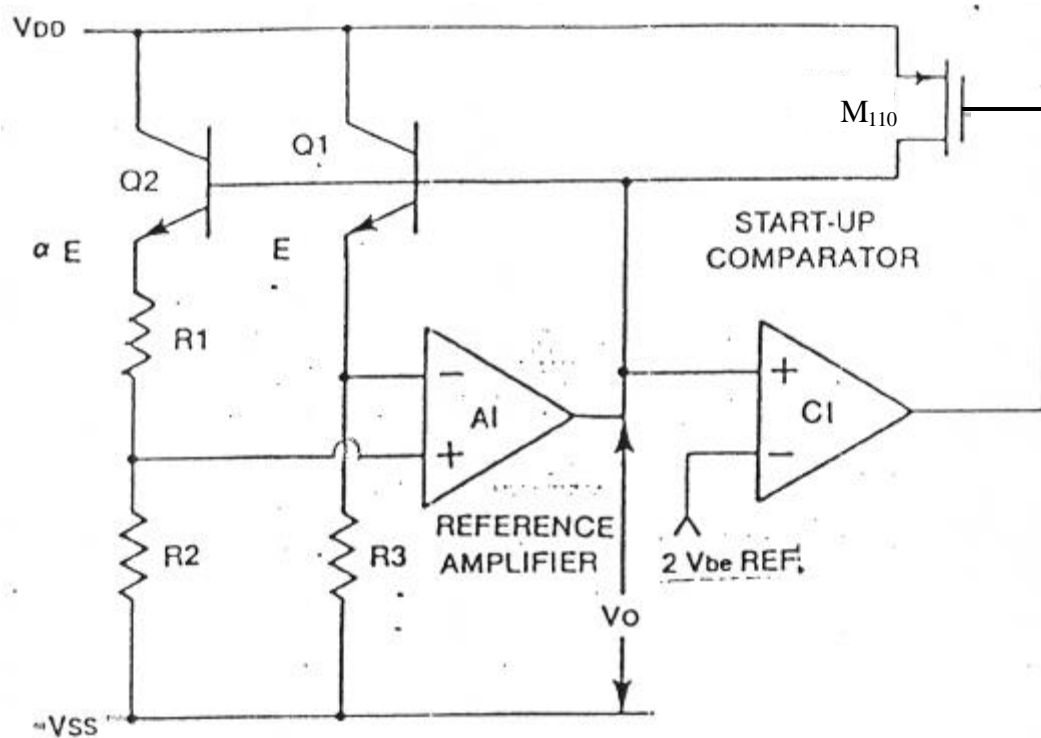 VDD
M110
Q1
Q2
START-UP
COMPARATOR
α E
E
R1
−
+
AI
+
CI
−
REFERENCE
AMPLIFIER
R2
R3
2 Vbe REF.
Vo
-VSS